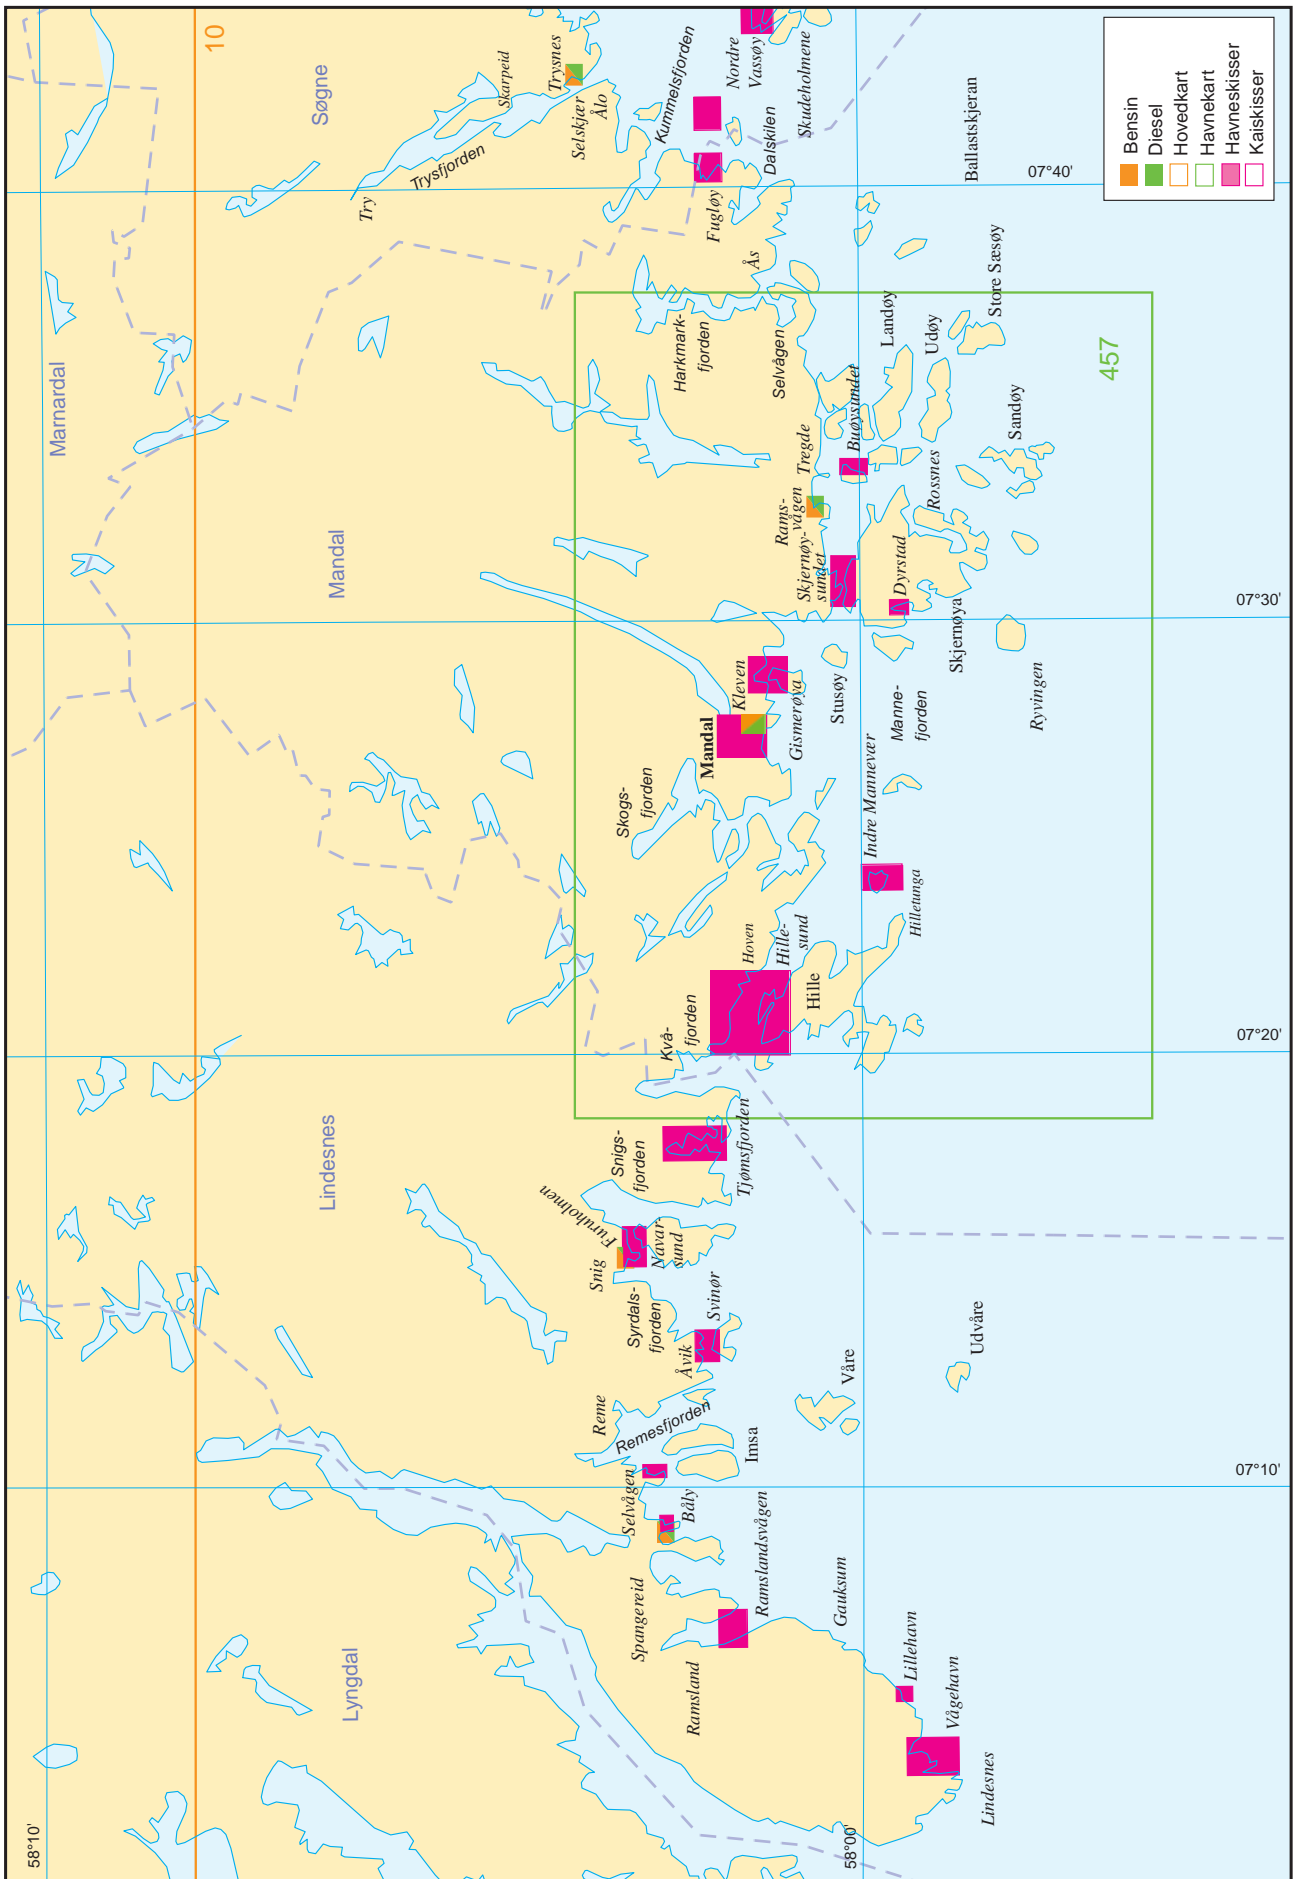 58°10'
58°00'
07°10'
07°20'
07°30'
07°40'
10
457
Lyngdal
Lindesnes
Marnardal
Mandal
Søgne
Spangereid
Ramsland
Ramslandsvågen
Gauksum
Lillehavn
Vågehavn
Lindesnes
Selvågen
Båly
Reme
Remesfjorden
Imsa
Våre
Udvåre
Snig
Furuholmen
Navar-
sund
Syrdals-
fjorden
Åvik
Svinør
Snigs-
fjorden
Tjømsfjorden
Kvå-
fjorden
Hoven
Hille-
sund
Hille
Hilletunga
Indre Mannevær
Skogs-
fjorden
Mandal
Kleven
Gismerøya
Stusøy
Manne-
fjorden
Ryvingen
Skjernøya
Dyrstad
Skjernøy-
sundet
Rams-
vågen
Tregde
Buøysundet
Rossnes
Sandøy
Udøy
Landøy
Store Sæsøy
Selvågen
Harkmark-
fjorden
Ås
Try
Trysfjorden
Skarpeid
Trysnes
Selskjær
Ålo
Kummelsfjorden
Fugløy
Dalskilen
Nordre
Vassøy
Skudeholmene
Ballastskjeran
Bensin
Diesel
Hovedkart
Havnekart
Havneskisser
Kaiskisser